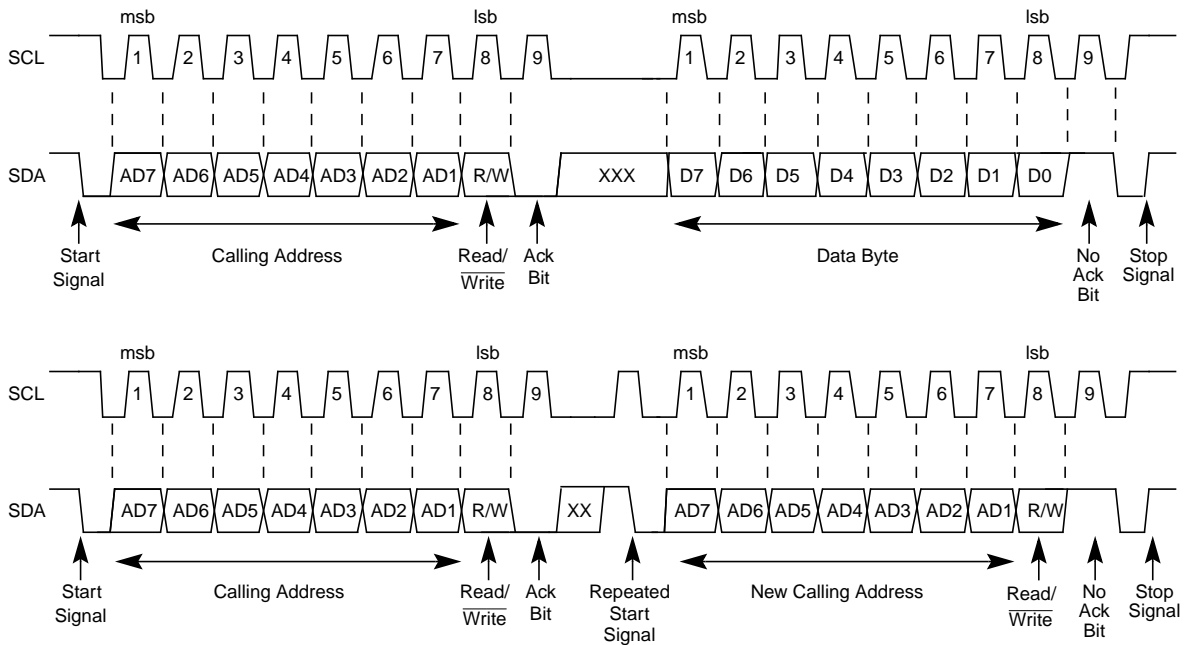 msb lsb msb lsb
SCL 1 2 3 4 5 6 7 8 9 1 2 3 4 5 6 7 8 9
SDA AD7 AD6 AD5 AD4 AD3 AD2 AD1 R/W XXX D7 D6 D5 D4 D3 D2 D1 D0
Start Calling Address Read/ Ack Data Byte No Stop
Signal Write Bit Ack Signal
Bit
msb lsb msb lsb
SCL 1 2 3 4 5 6 7 8 9 1 2 3 4 5 6 7 8 9
SDA AD7 AD6 AD5 AD4 AD3 AD2 AD1 R/W XX AD7 AD6 AD5 AD4 AD3 AD2 AD1 R/W
Start Calling Address Read/ Ack Repeated New Calling Address Read/ No Stop
Signal Write Bit Start Write Ack Signal
Signal Bit